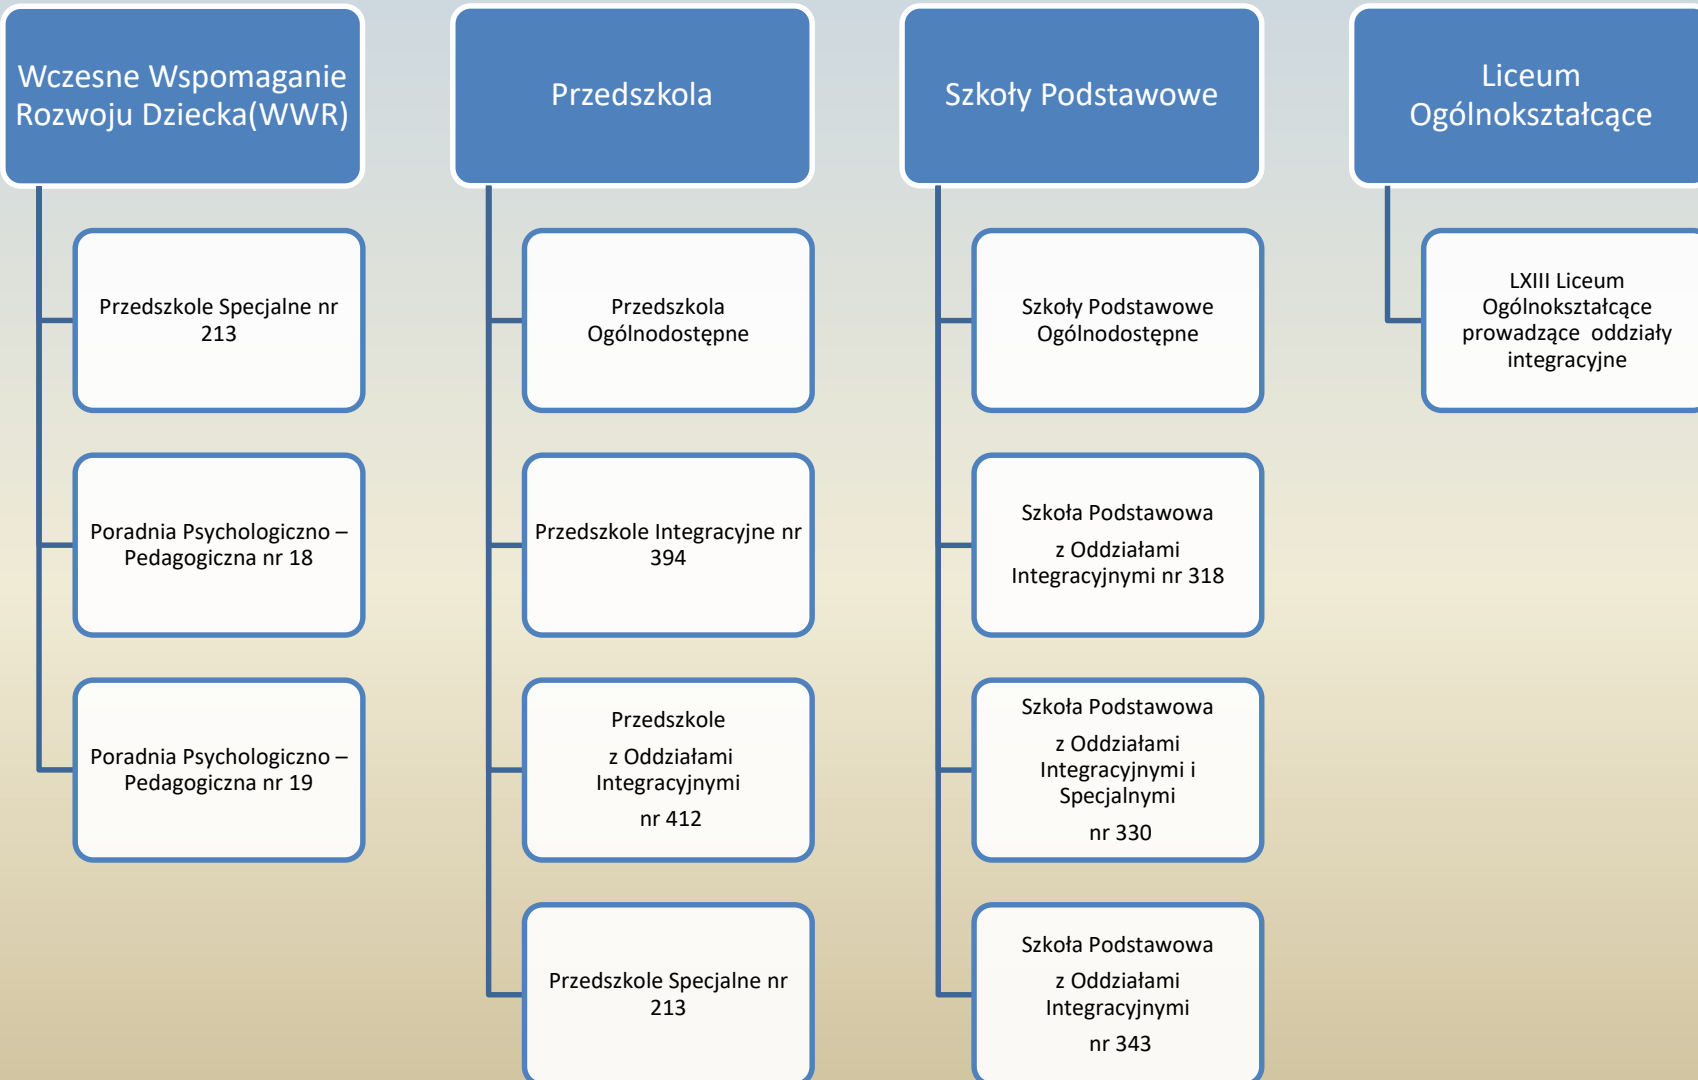 Wczesne Wspomaganie
Rozwoju Dziecka(WWR)
Przedszkole Specjalne nr
213
Poradnia Psychologiczno –
Pedagogiczna nr 18
Poradnia Psychologiczno –
Pedagogiczna nr 19
Przedszkola
Przedszkola
Ogólnodostępne
Przedszkole Integracyjne nr
394
Przedszkole
z Oddziałami
Integracyjnymi
nr 412
Przedszkole Specjalne nr
213
Szkoły Podstawowe
Szkoły Podstawowe
Ogólnodostępne
Szkoła Podstawowa
z Oddziałami
Integracyjnymi nr 318
Szkoła Podstawowa
z Oddziałami
Integracyjnymi i
Specjalnymi
nr 330
Szkoła Podstawowa
z Oddziałami
Integracyjnymi
nr 343
Liceum
Ogólnokształcące
LXIII Liceum
Ogólnokształcące
prowadzące  oddziały
integracyjne